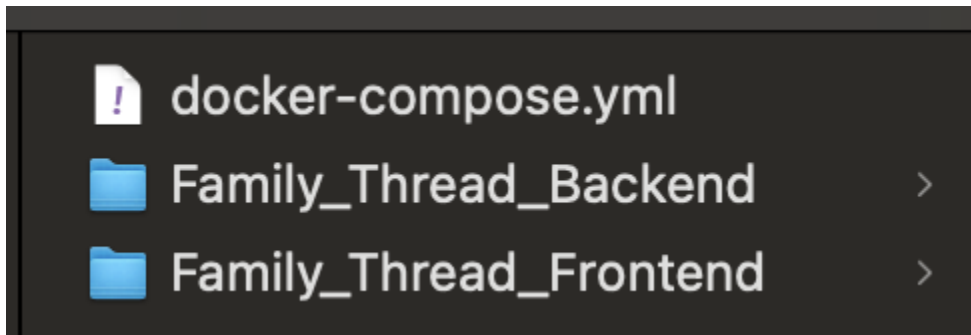 docker-compose.yml
Family_Thread_Backend
Family_Thread_Frontend